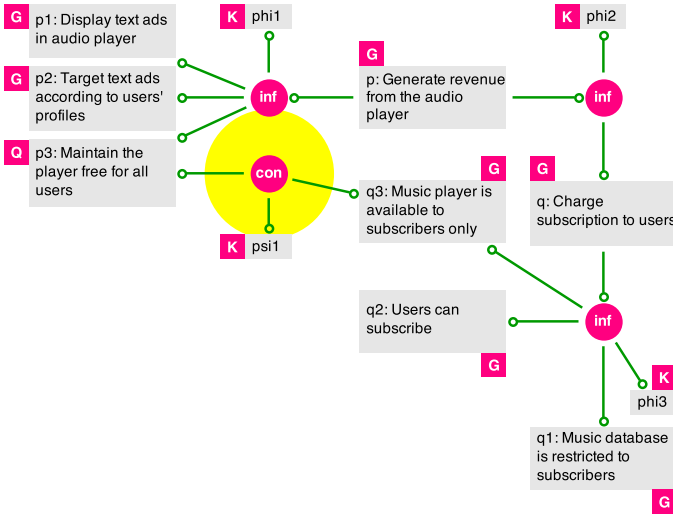 G
p1: Display text ads
in audio player
K
phi1
K
phi2
G
p2: Target text ads
according to users'
profiles
inf
G
p: Generate revenue
from the audio
player
inf
Q
p3: Maintain the
player free for all
users
con
G
q3: Music player is
available to
subscribers only
G
q: Charge
subscription to users
K
psi1
q2: Users can
subscribe
G
inf
K
phi3
q1: Music database
is restricted to
subscribers
G